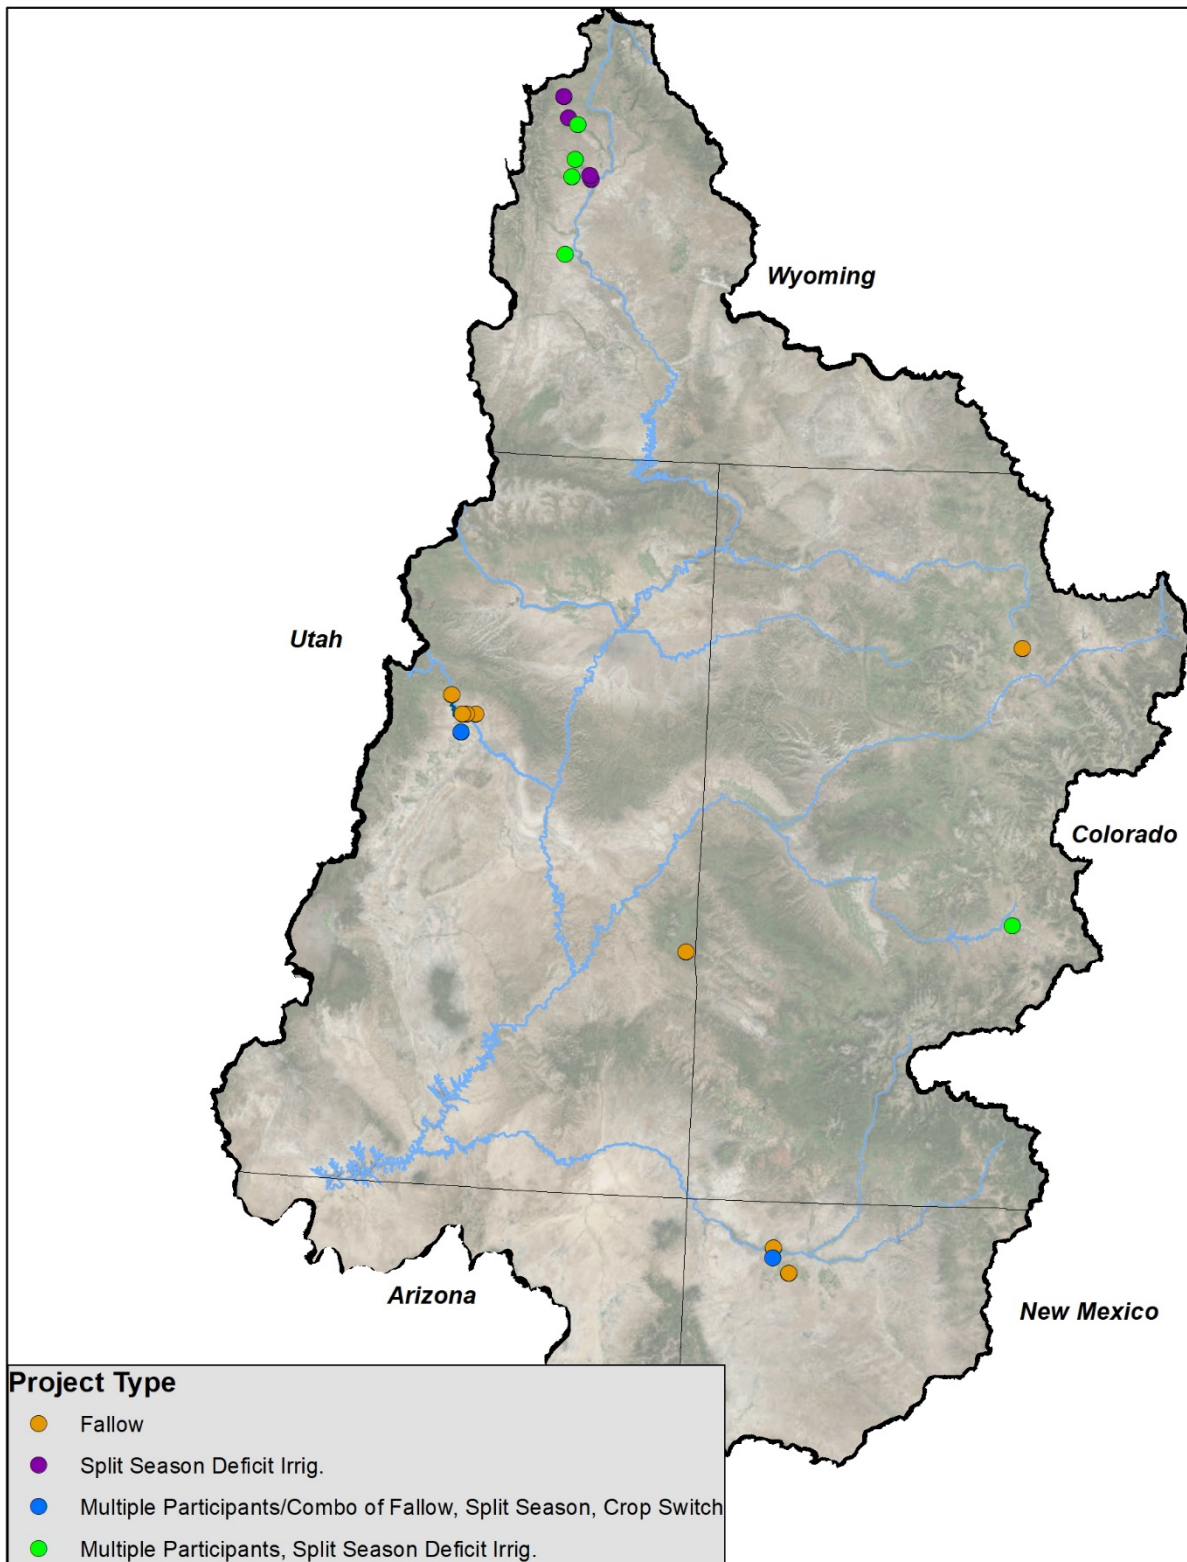 Wyoming
Utah
Colorado
Arizona
New Mexico
Project Type
Fallow
Split Season Deficit Irrig.
Multiple Participants/Combo of Fallow, Split Season, Crop Switch
Multiple Participants, Split Season Deficit Irrig.